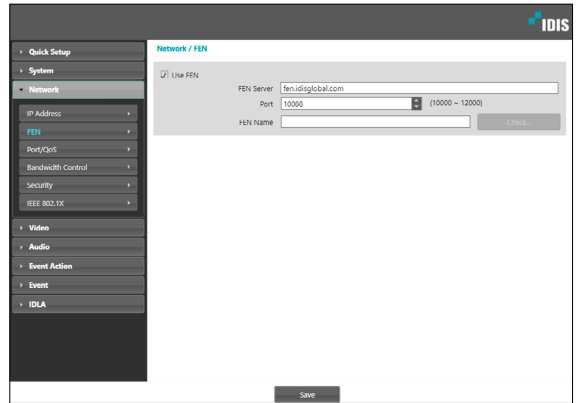 IDIS
Quick Setup
System
Network
IP Address
FEN
Port/QoS
Bandwidth Control
Security
IEEE 802.1X
Video
Audio
Event Action
Event
IDLA
Network / FEN
Use FEN
FEN Server fen.idisglobal.com
Port 10000 (10000 ~ 12000)
FEN Name Check...
Save